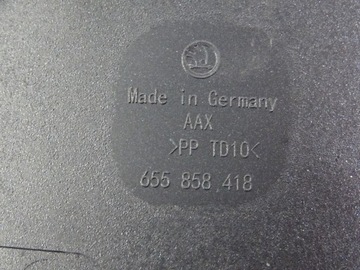 Made in Germany
AAX
>PP TD10<
655 858 418